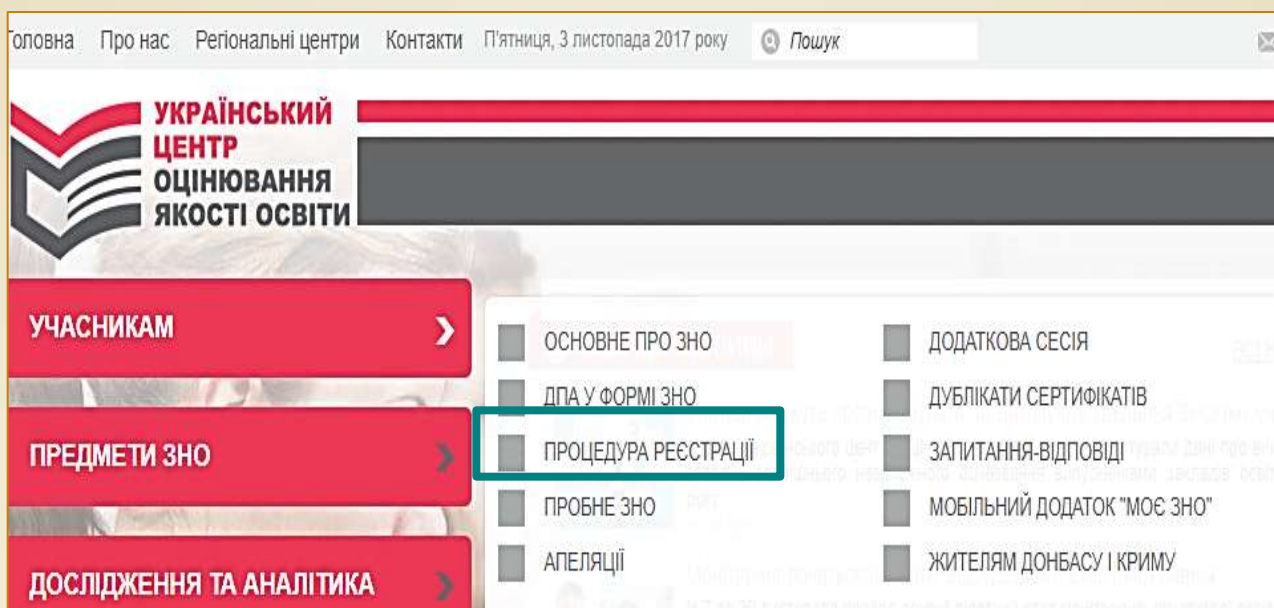 Головна Про нас Регіональні центри Контакти П'ятниця, 3 листопада 2017 року Пошук
УКРАЇНСЬКИЙ
ЦЕНТР
ОЦІНЮВАННЯ
ЯКОСТІ ОСВІТИ
УЧАСНИКАМ
ПРЕДМЕТИ ЗНО
ДОСЛІДЖЕННЯ ТА АНАЛІТИКА
ОСНОВНЕ ПРО ЗНО
ДПА У ФОРМІ ЗНО
ПРОЦЕДУРА РЕЄСТРАЦІЇ
ПРОБНЕ ЗНО
АПЕЛЯЦІЇ
ДОДАТКОВА СЕСІЯ
ДУБЛІКАТИ СЕРТИФІКАТІВ
ЗАПИТАННЯ-ВІДПОВІДІ
МОБІЛЬНИЙ ДОДАТОК "МОЄ ЗНО"
ЖИТЕЛЯМ ДОНБАСУ І КРИМУ